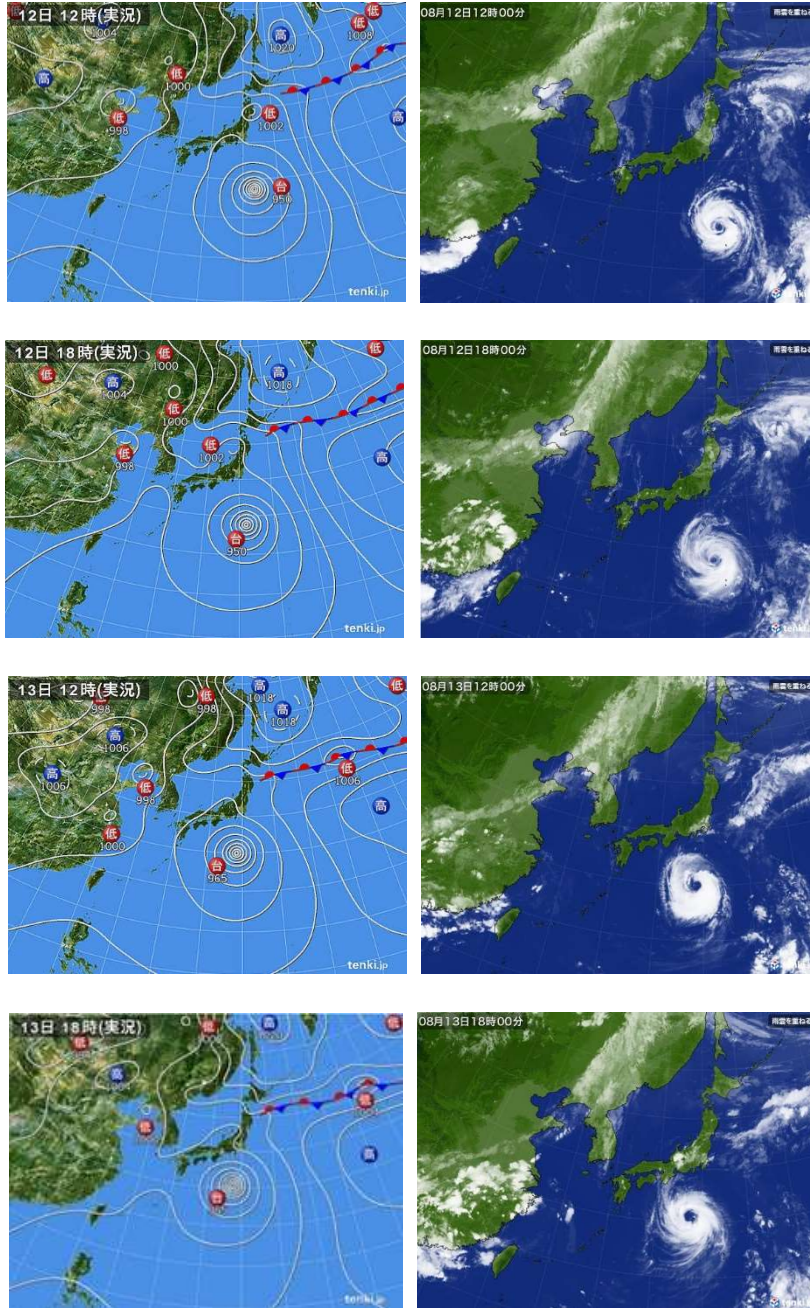 12日 12時(実況)
高
1004
低
1000
高
1020
低
低
1008
高
低
998
低
1002
高
台
950
tenki.jp
08月12日12時00分
雨雲を重ねる
12日 18時(実況)
低
1000
低
高
1004
高
1018
低
低
1000
低
998
低
1002
高
台
950
tenki.jp
08月12日18時00分
雨雲を重ねる
13日 12時(実況)
998
低
998
高
1018
高
1018
低
高
1006
高
1006
低
998
低
1006
高
低
1000
台
965
tenki.jp
08月13日12時00分
雨雲を重ねる
13日 18時(実況)
低
低
高
低
高
低
低
高
台
tenki.jp
08月13日18時00分
雨雲を重ねる